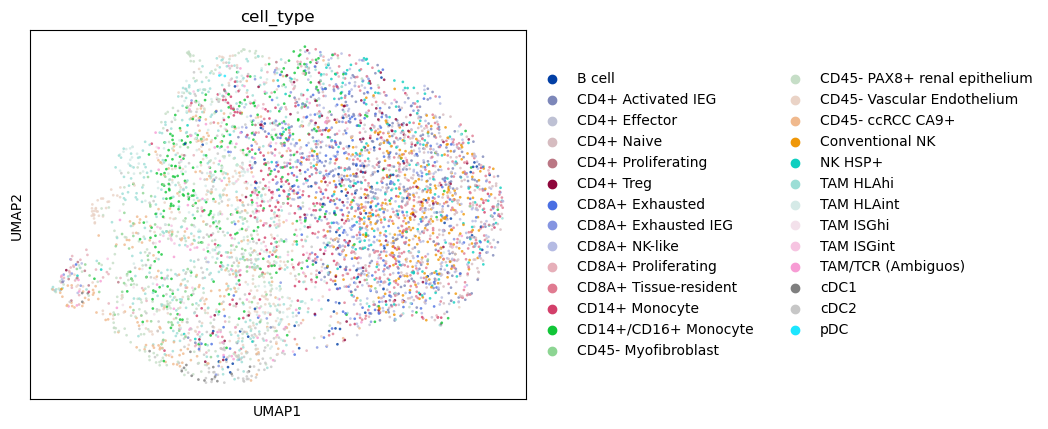 cell_type
UMAP2
UMAP1
B cell
CD4+ Activated IEG
CD4+ Effector
CD4+ Naive
CD4+ Proliferating
CD4+ Treg
CD8A+ Exhausted
CD8A+ Exhausted IEG
CD8A+ NK-like
CD8A+ Proliferating
CD8A+ Tissue-resident
CD14+ Monocyte
CD14+/CD16+ Monocyte
CD45- Myofibroblast
CD45- PAX8+ renal epithelium
CD45- Vascular Endothelium
CD45- ccRCC CA9+
Conventional NK
NK HSP+
TAM HLAhi
TAM HLAint
TAM ISGhi
TAM ISGint
TAM/TCR (Ambiguos)
cDC1
cDC2
pDC